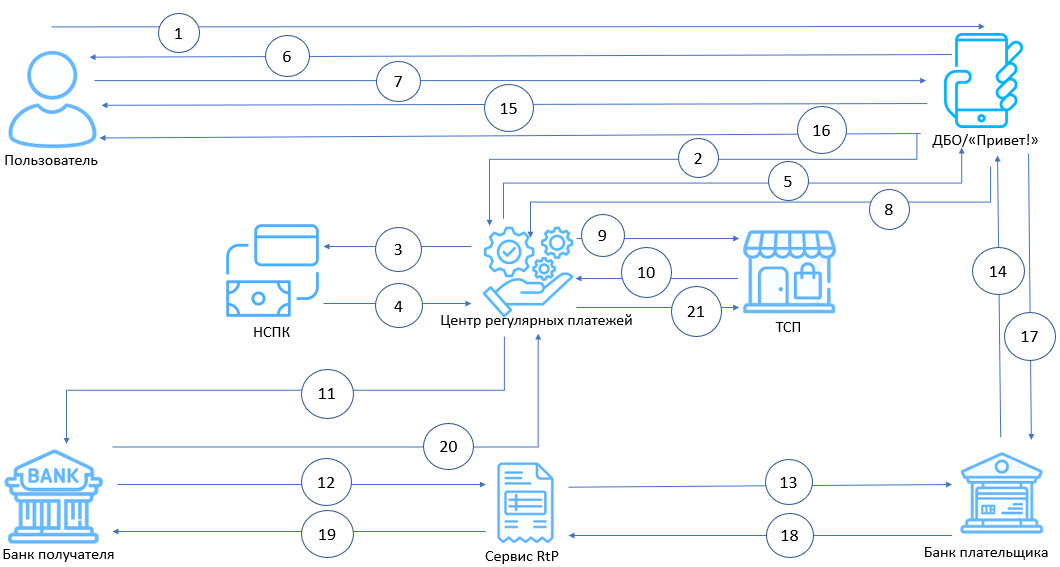 1
6
7
15
16
Пользователь
ДБО/«Привет!»
2
5
8
9
3
10
14
4
21
НСПК
Центр регулярных платежей
ТСП
17
11
20
BANK
12
13
19
18
Банк получателя
Сервис RtP
Банк плательщика